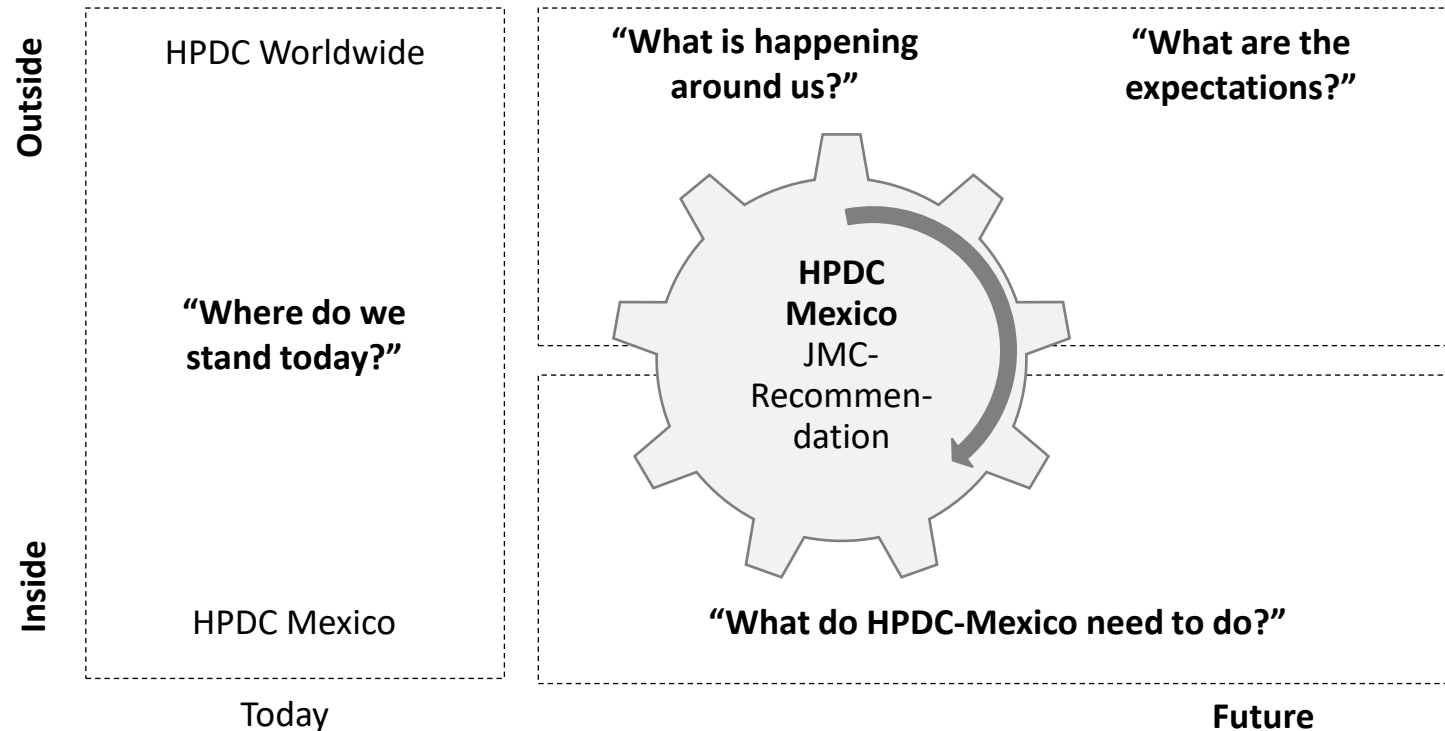 Outside
HPDC Worldwide
“Where do we
stand today?”
Inside
HPDC Mexico
Today
“What is happening
around us?”
“What are the
expectations?”
HPDC
Mexico
JMC-
Recommen-
dation
“What do HPDC-Mexico need to do?”
Future